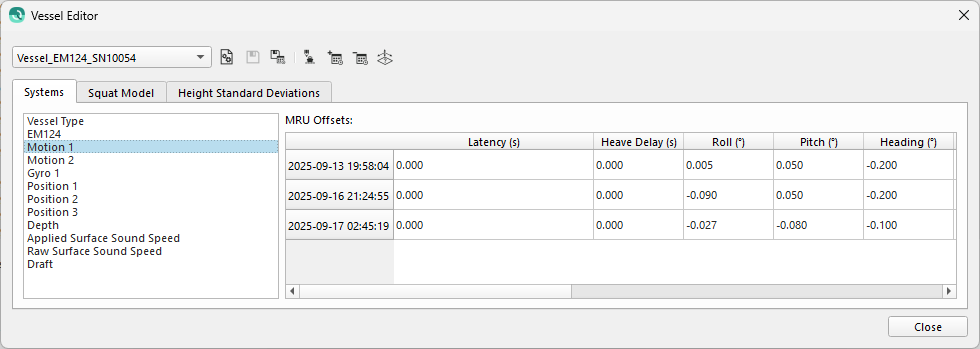 Vessel Editor
Vessel_EM124_SN10054
Systems Squat Model Height Standard Deviations
Vessel Type
EM124
Motion 1
Motion 2
Gyro 1
Position 1
Position 2
Position 3
Depth
Applied Surface Sound Speed
Raw Surface Sound Speed
Draft
MRU Offsets:
Latency (s) Heave Delay (s) Roll (°) Pitch (°) Heading (°)
2025-09-13 19:58:04 0.000 0.000 0.005 0.050 -0.200
2025-09-16 21:24:55 0.000 0.000 -0.090 0.050 -0.200
2025-09-17 02:45:19 0.000 0.000 -0.027 -0.080 -0.100
Close